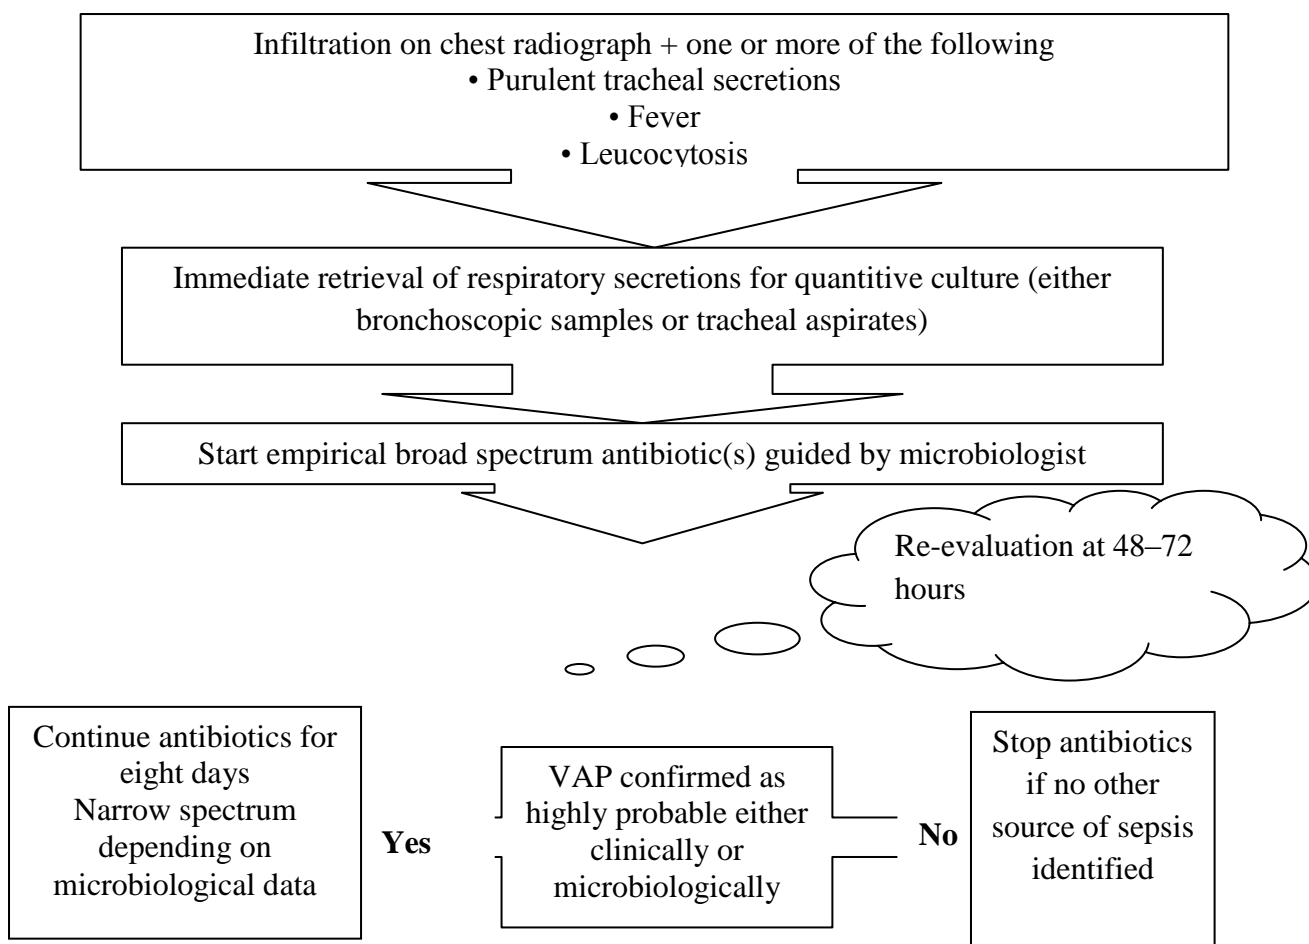 Infiltration on chest radiograph + one or more of the following
• Purulent tracheal secretions
• Fever
• Leucocytosis
Immediate retrieval of respiratory secretions for quantitive culture (either
bronchoscopic samples or tracheal aspirates)
Start empirical broad spectrum antibiotic(s) guided by microbiologist
Re-evaluation at 48–72
hours
Continue antibiotics for
eight days
Narrow spectrum
depending on
microbiological data
Yes
VAP confirmed as
highly probable either
clinically or
microbiologically
No
Stop antibiotics
if no other
source of sepsis
identified